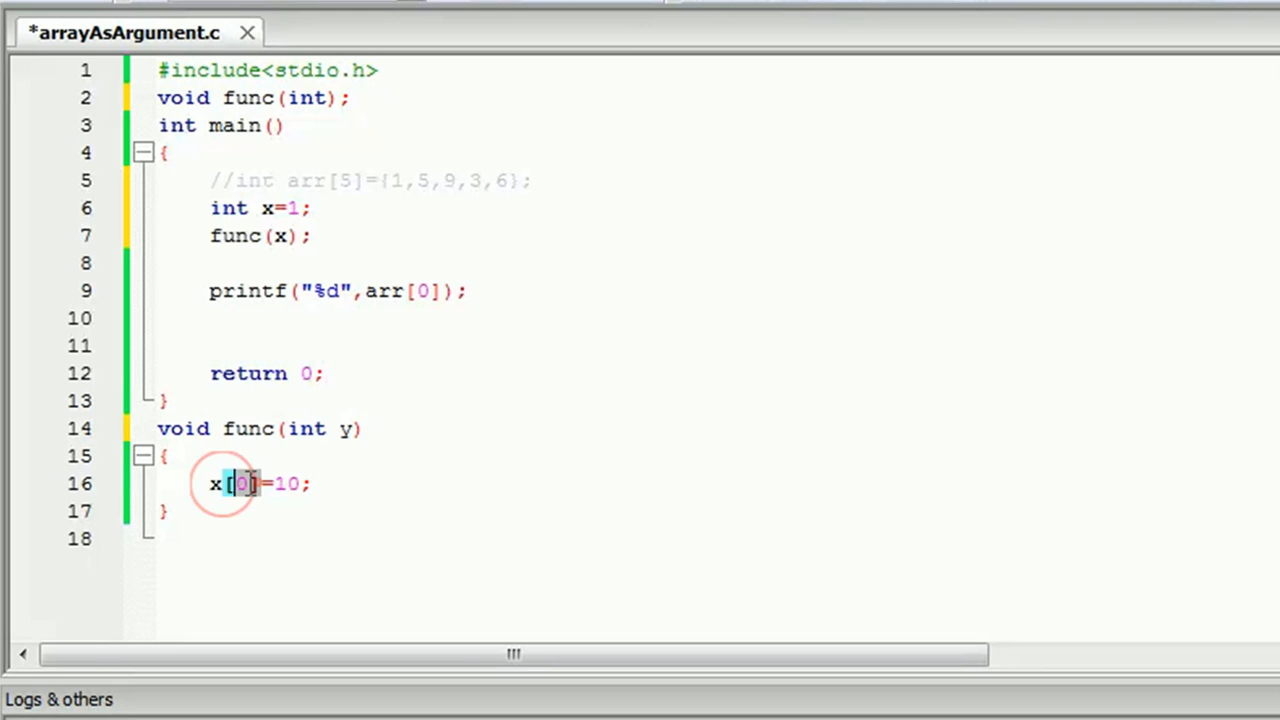 *arrayAsArgument.c
1 #include<stdio.h>
2 void func(int);
3 int main()
4 {
5 //int arr[5]={1,5,9,3,6};
6 int x=1;
7 func(x);
8
9 printf("%d",arr[0]);
10
11
12 return 0;
13 }
14 void func(int y)
15 {
16 x[0]=10;
17 }
18
Logs & others